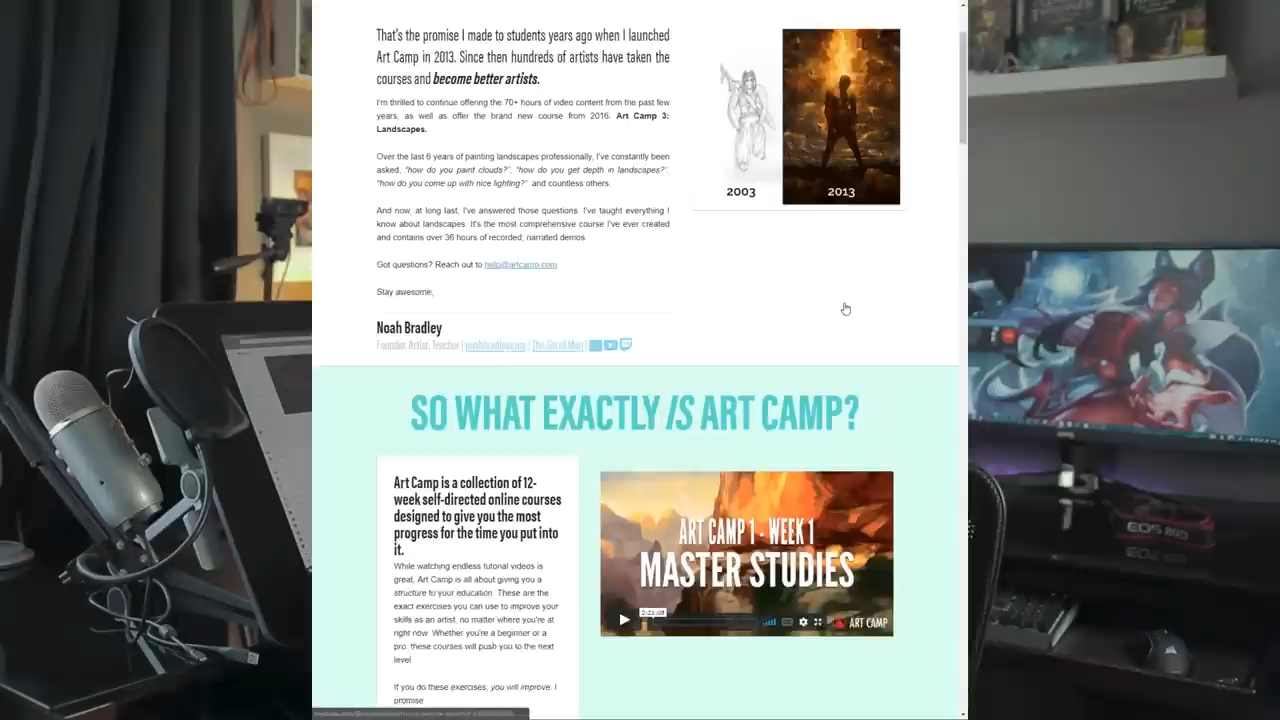 That's the promise I made to students years ago when I launched
Art Camp in 2013. Since then hundreds of artists have taken the
courses and become better artists.
I'm thrilled to continue offering the 70+ hours of video content from the past few
years, as well as offer the brand new course from 2016. Art Camp 3:
Landscapes.
Over the last 6 years of painting landscapes professionally, I've constantly been
asked, "how do you paint clouds?", "how do you get depth in landscapes?",
"how do you come up with nice lighting?" and countless others.
And now, at long last, I've answered those questions. I've taught everything I
know about landscapes. It's the most comprehensive course I've ever created
and contains over 36 hours of recorded, narrated demos.
Got questions? Reach out to help@artcamp.com
Stay awesome,
Noah Bradley
Founder, Artist, Teacher | noahbradley.com | The Sin of Man |
2003
2013
SO WHAT EXACTLY IS ART CAMP?
Art Camp is a collection of 12-
week self-directed online courses
designed to give you the most
progress for the time you put into
it.
While watching endless tutorial videos is
great, Art Camp is all about giving you a
structure to your education. These are the
exact exercises you can use to improve your
skills as an artist, no matter where you're at
right now. Whether you're a beginner or a
pro, these courses will push you to the next
level
If you do these exercises, you will improve. I
promise
ART CAMP 1 - WEEK 1
MASTER STUDIES
2:21:03
ART CAMP
EOS 80D